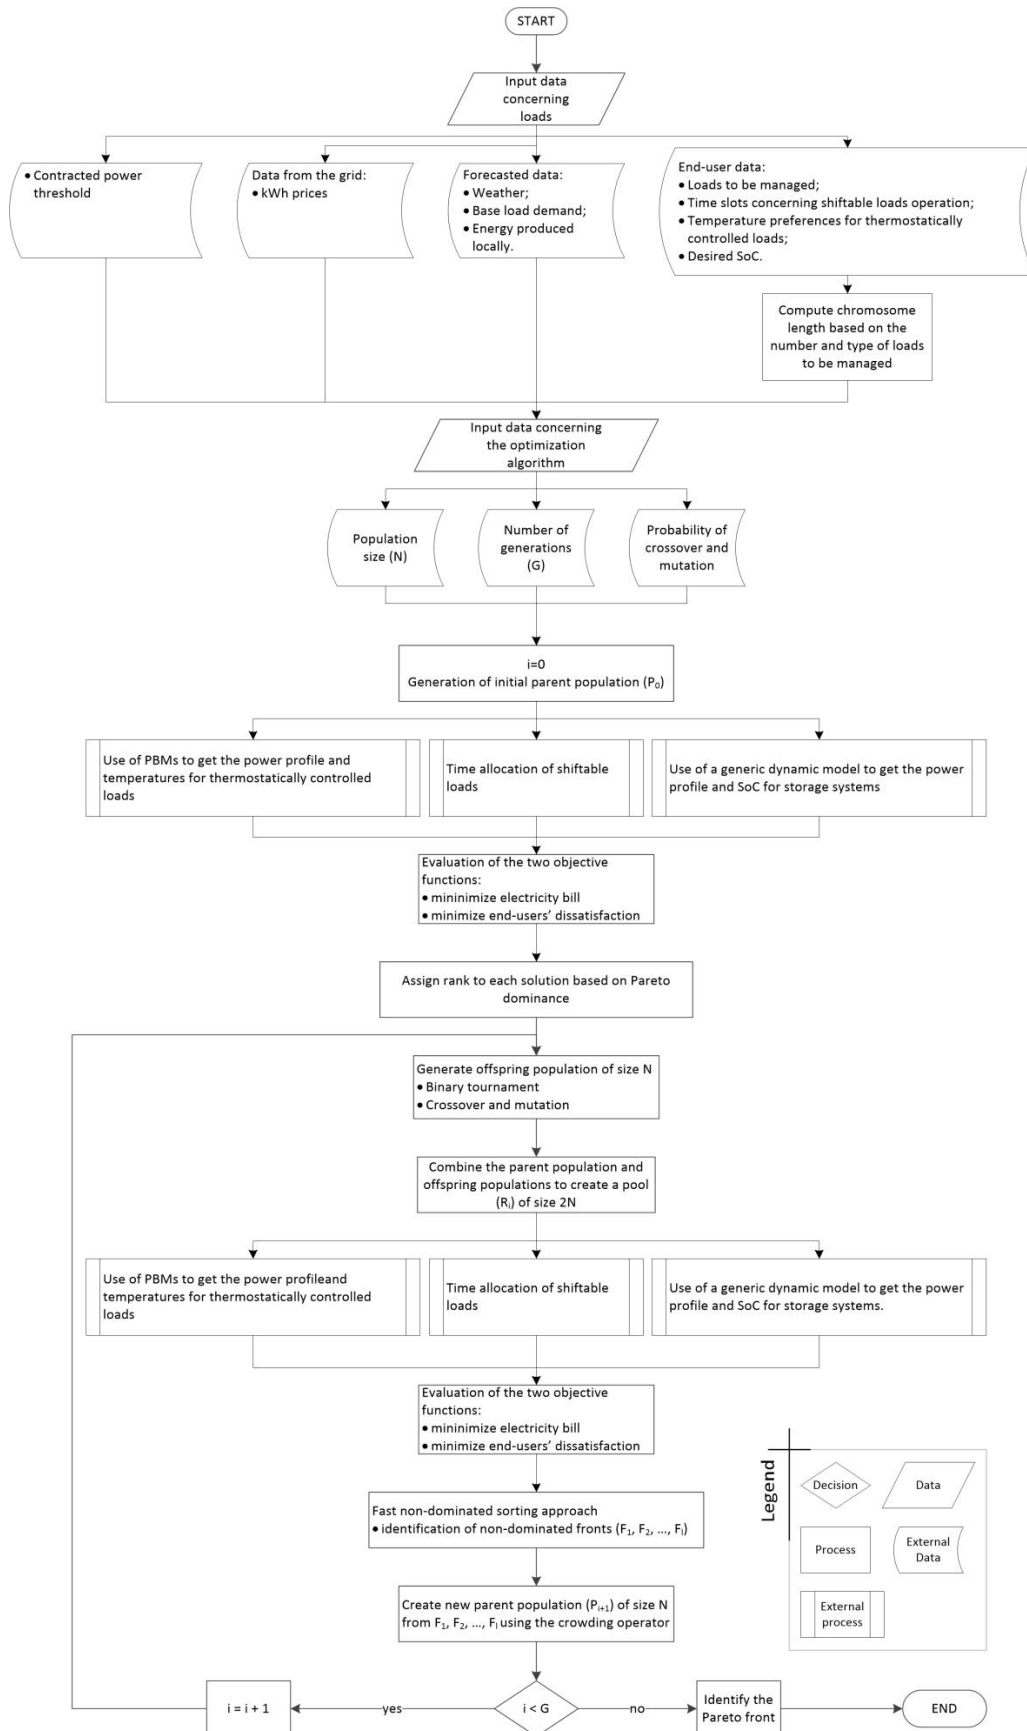 START
Input data
concerning
loads
• Contracted power
threshold
Data from the grid:
• kWh prices
Forecasted data:
• Weather;
• Base load demand;
• Energy produced
locally.
End-user data:
• Loads to be managed;
• Time slots concerning shiftable loads operation;
• Temperature preferences for thermostatically
controlled loads;
• Desired SoC.
Compute chromosome
length based on the
number and type of loads
to be managed
Input data concerning
the optimization
algorithm
Population
size (N)
Number of
generations
(G)
Probability of
crossover and
mutation
i=0
Generation of initial parent population (P₀)
Use of PBMs to get the power profile and
temperatures for thermostatically controlled
loads
Time allocation of shiftable
loads
Use of a generic dynamic model to get the power
profile and SoC for storage systems
Evaluation of the two objective
functions:
• mininimize electricity bill
• minimize end-users’ dissatisfaction
Assign rank to each solution based on Pareto
dominance
Generate offspring population of size N
• Binary tournament
• Crossover and mutation
Combine the parent population and
offspring populations to create a pool
(Rᵢ) of size 2N
Use of PBMs to get the power profileand
temperatures for thermostatically controlled
loads
Time allocation of shiftable
loads
Use of a generic dynamic model to get the power
profile and SoC for storage systems.
Evaluation of the two objective
functions:
• mininimize electricity bill
• minimize end-users’ dissatisfaction
Fast non-dominated sorting approach
• identification of non-dominated fronts (F₁, F₂, ..., Fₗ)
Create new parent population (Pᵢ₊₁) of size N
from F₁, F₂, ..., Fₗ using the crowding operator
i = i + 1
yes
i < G
no
Identify the
Pareto front
END
Legend
Decision
Data
Process
External
Data
External
process